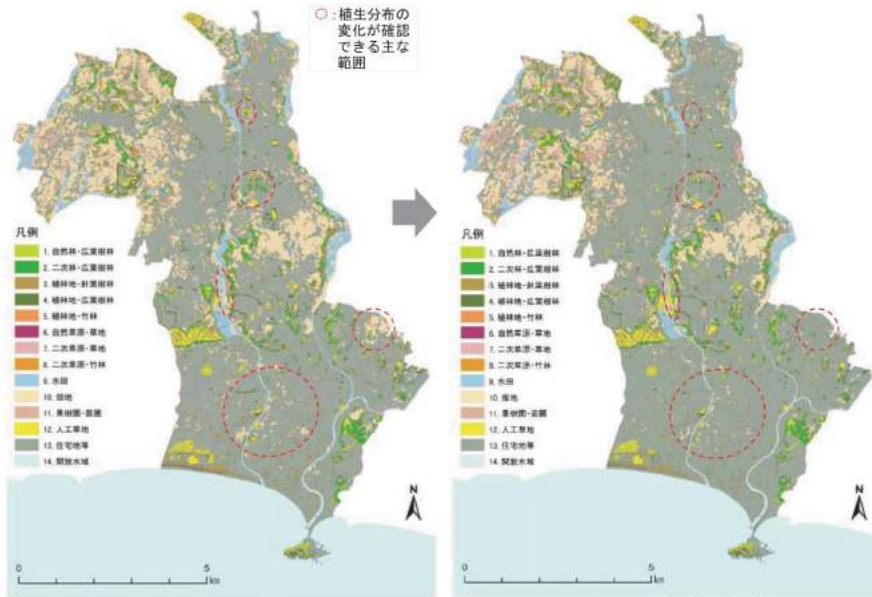 ：植生分布の
変化が確認
できる主な
範囲
凡例
1. 自然林・広葉樹林
2. 二次林・広葉樹林
3. 植林地・針葉樹林
4. 植林地・広葉樹林
5. 植林地・竹林
6. 自然草原・草地
7. 二次草原・草地
8. 二次草原・竹林
9. 水田
10. 畑地
11. 果樹園・苗圃
12. 人工草地
13. 住宅地等
14. 開放水域
N
0
5
km
凡例
1. 自然林・広葉樹林
2. 二次林・広葉樹林
3. 植林地・針葉樹林
4. 植林地・広葉樹林
5. 植林地・竹林
6. 自然草原・草地
7. 二次草原・草地
8. 二次草原・竹林
9. 水田
10. 畑地
11. 果樹園・苗圃
12. 人工草地
13. 住宅地等
14. 開放水域
N
0
5
km